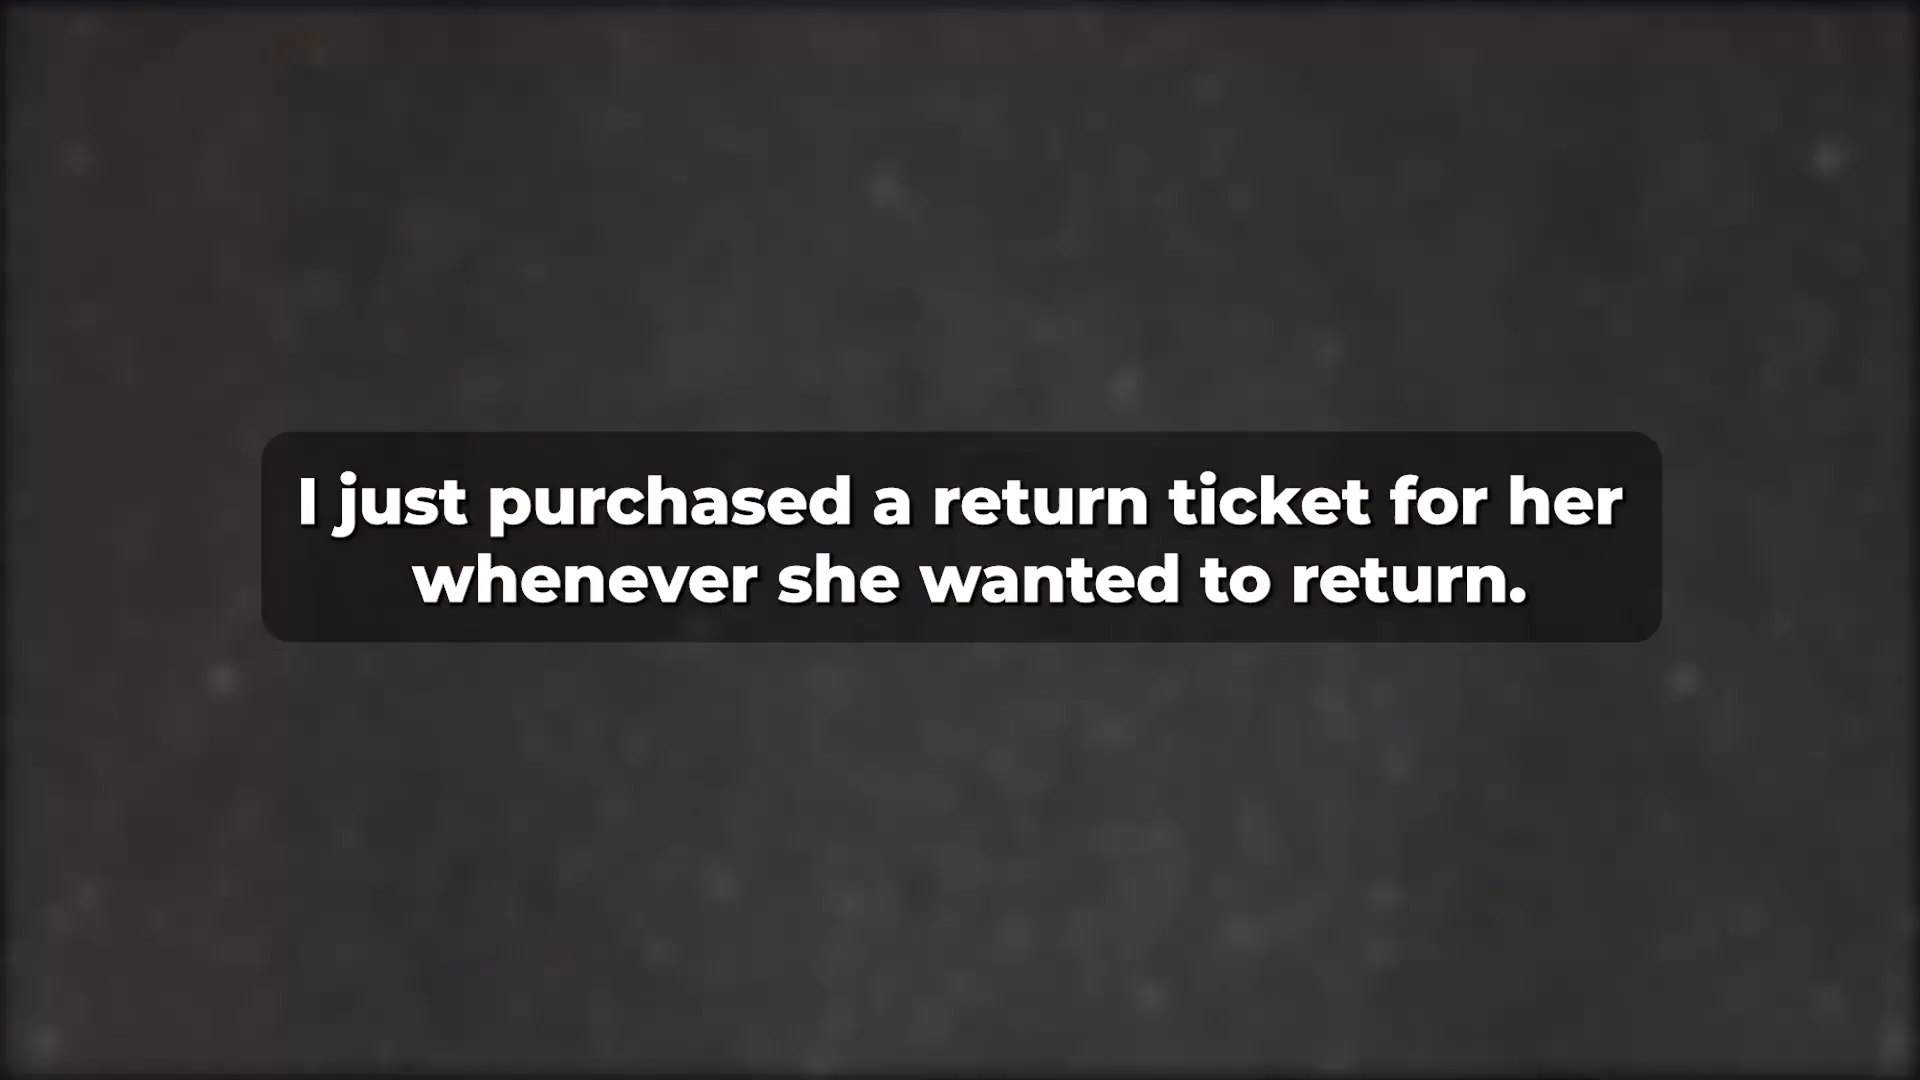 I just purchased a return ticket for her
whenever she wanted to return.